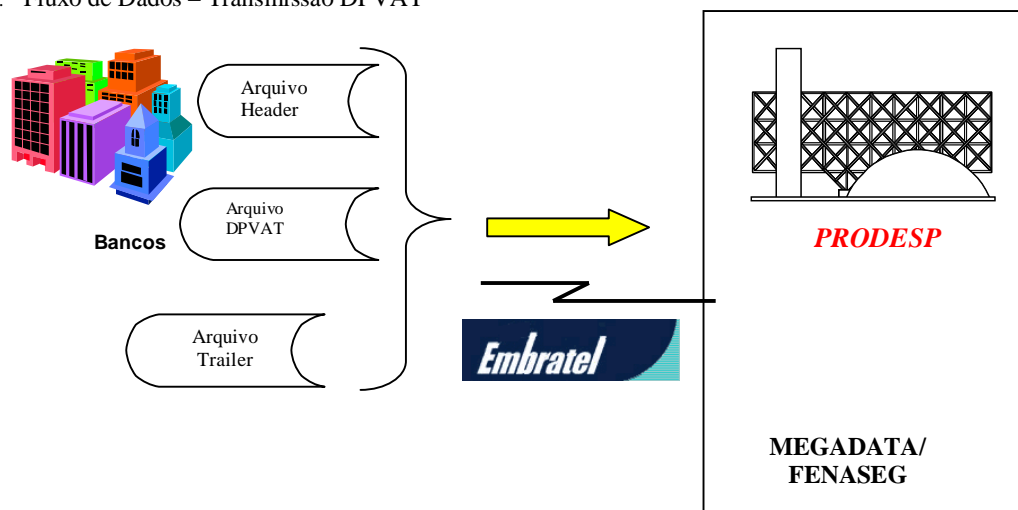 Fluxo de Dados – Transmissão DPVAT
Arquivo
Header
Arquivo
DPVAT
Bancos
Arquivo
Trailer
Embratel
PRODESP
MEGADATA/
FENASEG